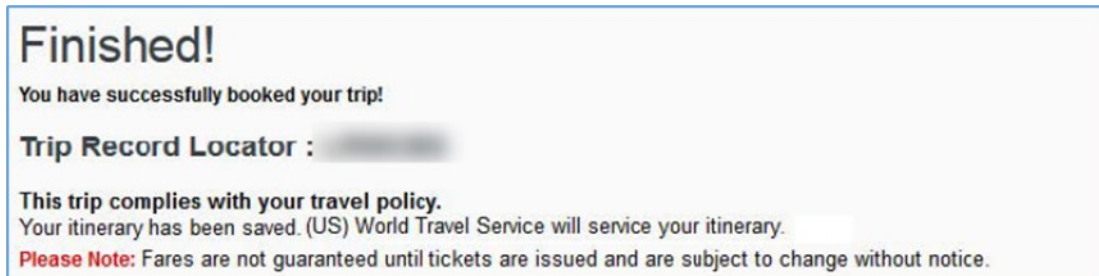 Finished!
You have successfully booked your trip!
Trip Record Locator :
This trip complies with your travel policy.
Your itinerary has been saved. (US) World Travel Service will service your itinerary.
Please Note: Fares are not guaranteed until tickets are issued and are subject to change without notice.